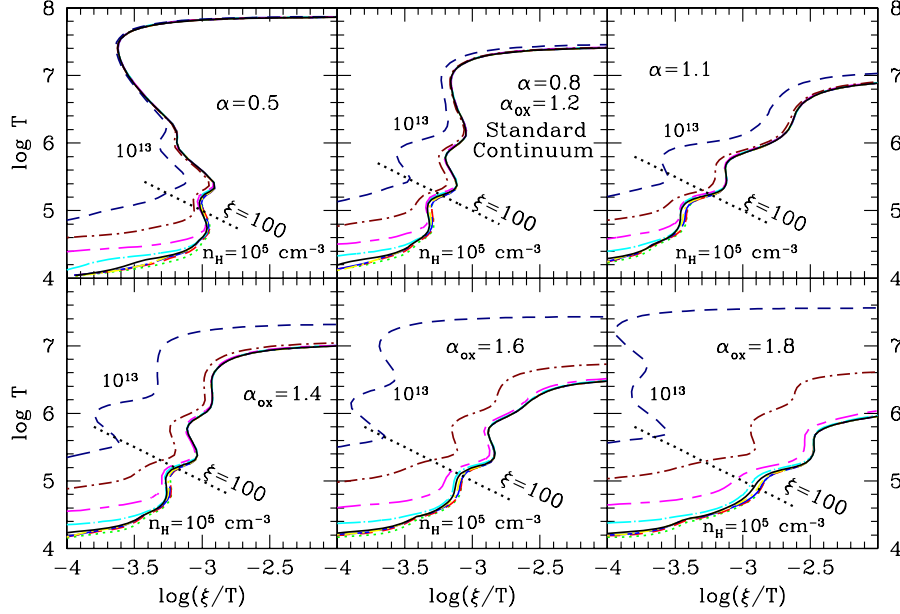 8
7
6
5
4
log T
α=0.5
10¹³
ξ=100
n_H=10⁵ cm⁻³
α=0.8
α_ox=1.2
Standard
Continuum
10¹³
ξ=100
n_H=10⁵ cm⁻³
α=1.1
10¹³
ξ=100
n_H=10⁵ cm⁻³
8
7
6
5
4
7
6
5
4
log T
α_ox=1.4
10¹³
ξ=100
n_H=10⁵ cm⁻³
α_ox=1.6
10¹³
ξ=100
n_H=10⁵ cm⁻³
α_ox=1.8
10¹³
ξ=100
n_H=10⁵ cm⁻³
7
6
5
4
-4 -3.5 -3 -2.5 -4 -3.5 -3 -2.5 -4 -3.5 -3 -2.5 -2
log(ξ/T) log(ξ/T) log(ξ/T)